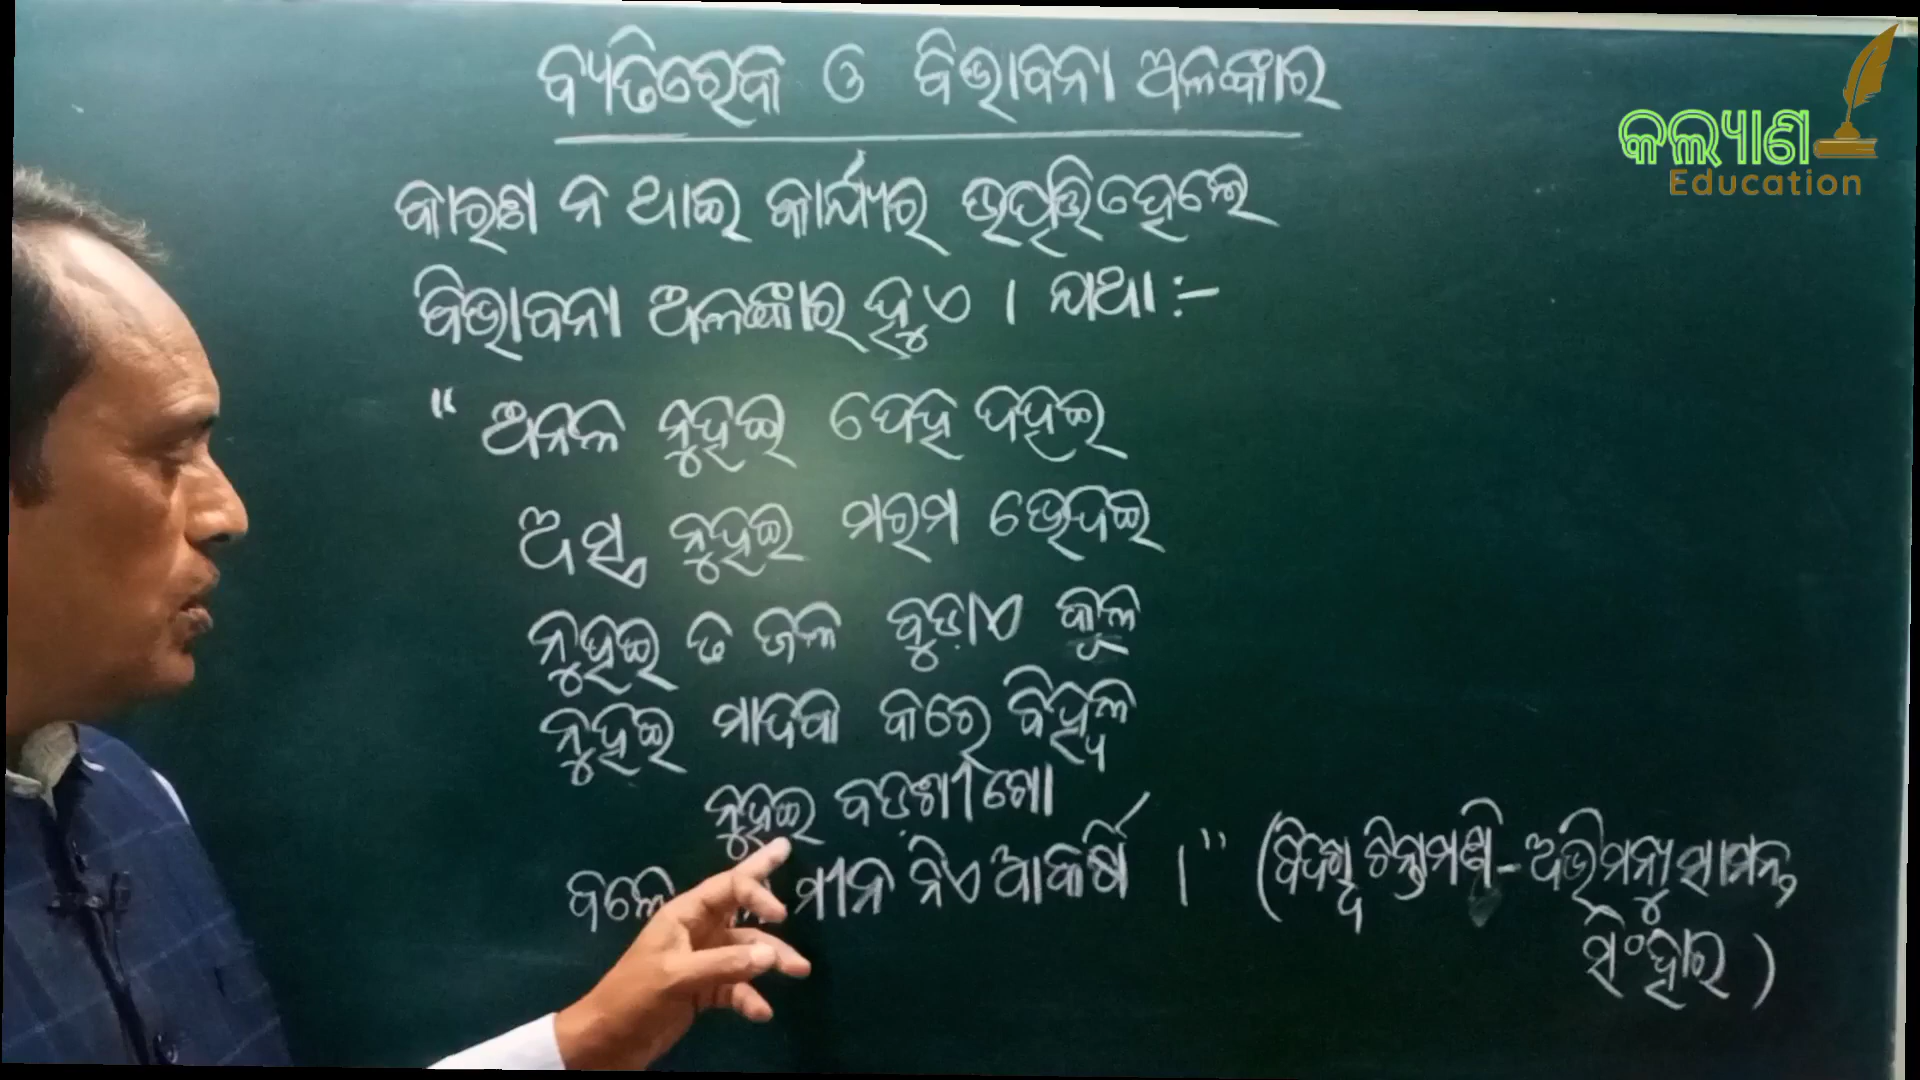 ବ୍ୟତିରେକ ଓ ବିଭାବନା ଅଳଙ୍କାର
କଲ୍ୟାଣ
Education
କାରଣ ନ ଥାଇ କାର୍ଯ୍ୟର ଉତ୍ପତ୍ତି ହେଲେ
ବିଭାବନା ଅଳଙ୍କାର ହୁଏ । ଯଥା :-
" ଅନଳ ନୁହଇ ଦେହ ଦହଇ
ଅସ୍ତ୍ର ନୁହଇ ମରମ ଭେଦଇ
ନୁହଇ ତ ଜଳ ବୁଡ଼ାଏ କୂଳ
ନୁହଇ ମାଦକ କରେ ବିହ୍ୱଳ
ନୁହଇ ବଡ଼ଶୀ ଗୋ
ବଳେ ମୀନ ନିଏ ଆକର୍ଷି । " (ବିଦଗ୍ଧ ଚିନ୍ତାମଣି - ଅଭିମନ୍ୟୁ ସାମନ୍ତ
ସିଂହାର )